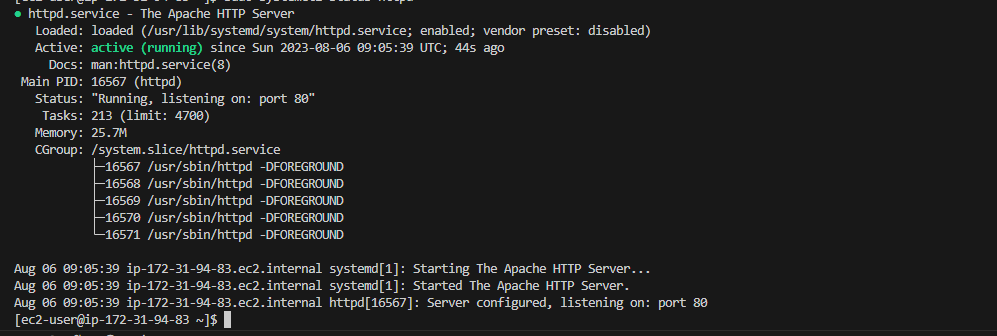 ● httpd.service - The Apache HTTP Server
Loaded: loaded (/usr/lib/systemd/system/httpd.service; enabled; vendor preset: disabled)
Active: active (running) since Sun 2023-08-06 09:05:39 UTC; 44s ago
Docs: man:httpd.service(8)
Main PID: 16567 (httpd)
Status: "Running, listening on: port 80"
Tasks: 213 (limit: 4700)
Memory: 25.7M
CGroup: /system.slice/httpd.service
├─16567 /usr/sbin/httpd -DFOREGROUND
├─16568 /usr/sbin/httpd -DFOREGROUND
├─16569 /usr/sbin/httpd -DFOREGROUND
├─16570 /usr/sbin/httpd -DFOREGROUND
└─16571 /usr/sbin/httpd -DFOREGROUND
Aug 06 09:05:39 ip-172-31-94-83.ec2.internal systemd[1]: Starting The Apache HTTP Server...
Aug 06 09:05:39 ip-172-31-94-83.ec2.internal systemd[1]: Started The Apache HTTP Server.
Aug 06 09:05:39 ip-172-31-94-83.ec2.internal httpd[16567]: Server configured, listening on: port 80
[ec2-user@ip-172-31-94-83 ~]$